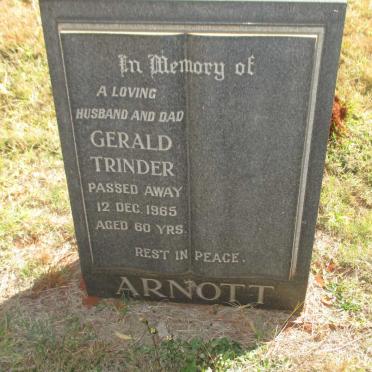 In Memory of
A LOVING
HUSBAND AND DAD
GERALD
TRINDER
PASSED AWAY
12 DEC. 1965
AGED 60 YRS.
REST IN PEACE.
ARNOTT